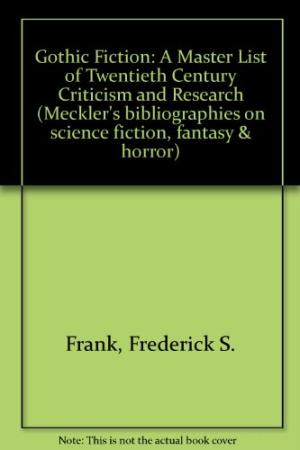 Gothic Fiction: A Master List
of Twentieth Century
Criticism and Research
(Meckler's bibliographies on
science fiction, fantasy &
horror)
Frank, Frederick S.
Note: This is not the actual book cover